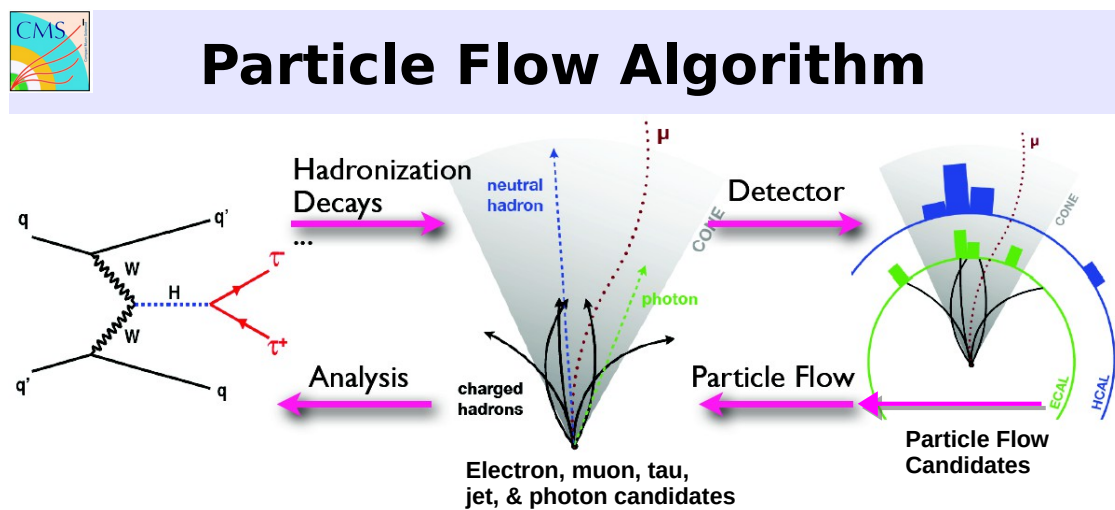 CMS
Particle Flow Algorithm
Hadronization
Decays
...
neutral
hadron
μ
CONE
photon
charged
hadrons
Electron, muon, tau,
jet, & photon candidates
Detector
μ
CONE
ECAL
HCAL
Particle Flow
Particle Flow
Candidates
Analysis
q
q'
W
H
τ-
W
τ+
q'
q